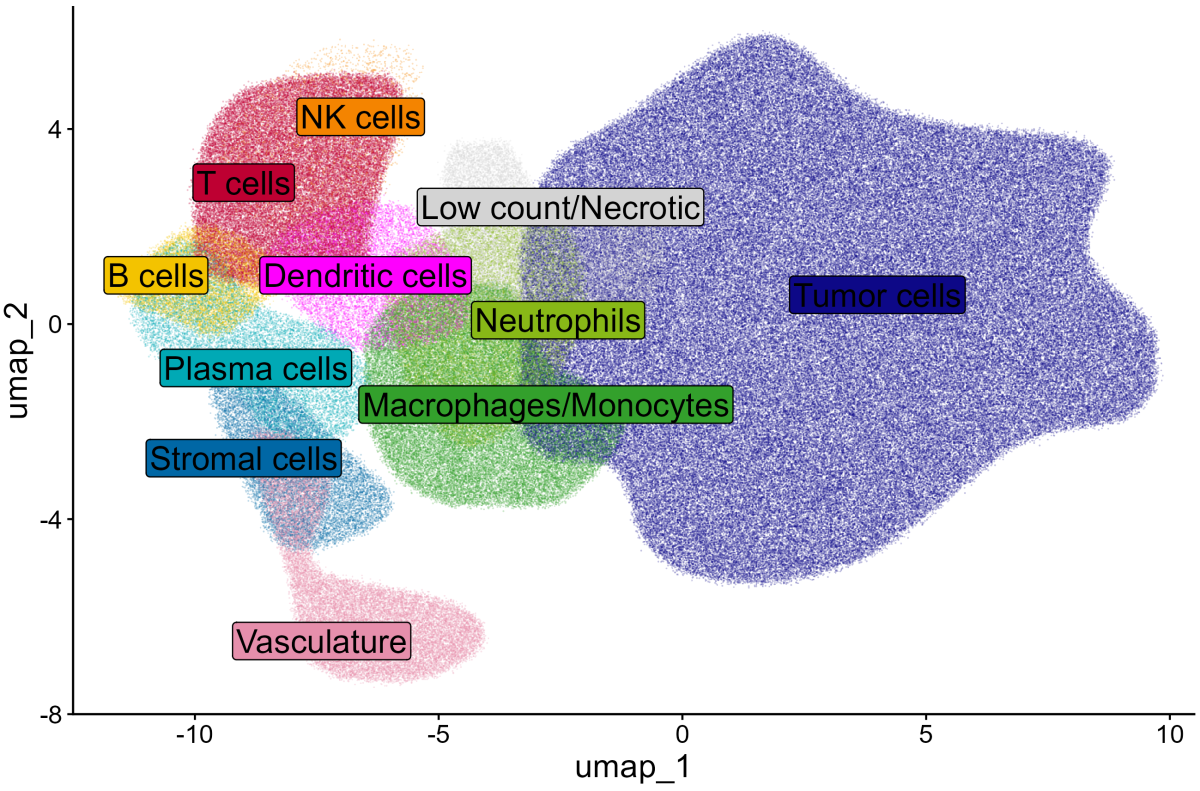 NK cells
4
T cells
Low count/Necrotic
B cells
Dendritic cells
Tumor cells
0
Neutrophils
umap_2
Plasma cells
Macrophages/Monocytes
Stromal cells
-4
Vasculature
-8
-10
-5
0
5
10
umap_1